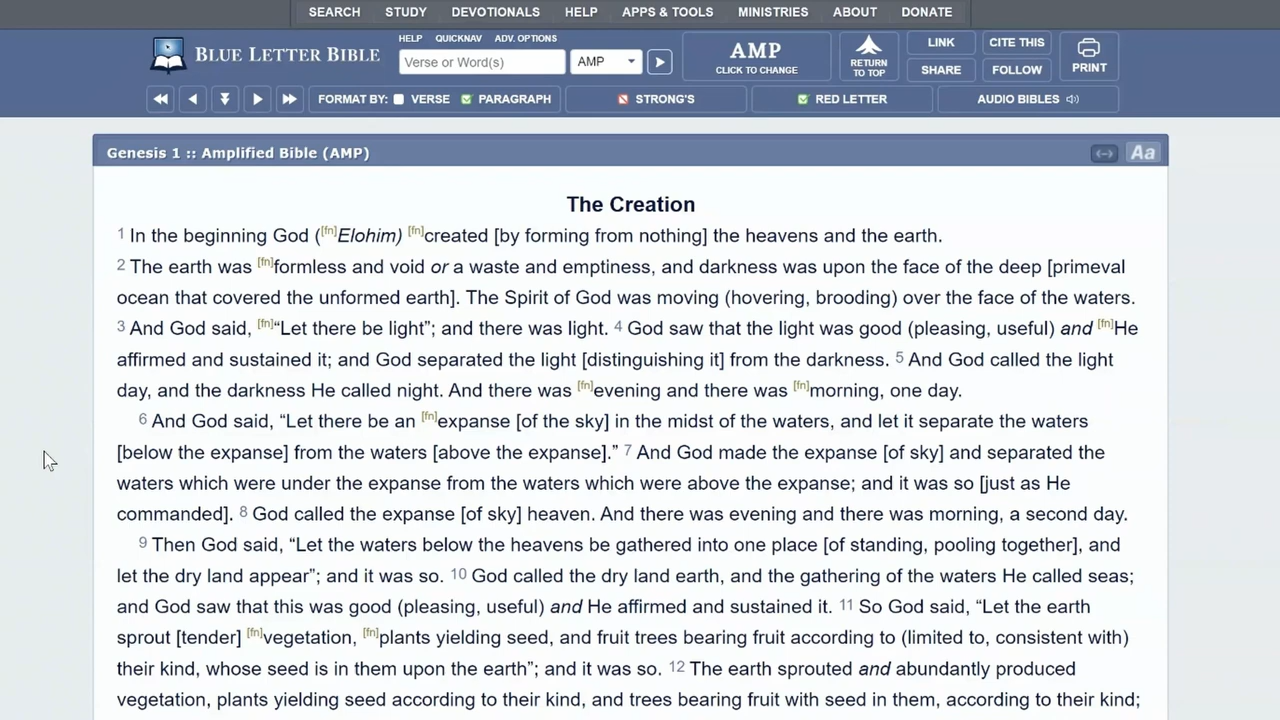 SEARCH STUDY DEVOTIONALS HELP APPS & TOOLS MINISTRIES ABOUT DONATE
BLUE LETTER BIBLE
HELP QUICKNAV ADV. OPTIONS
Verse or Word(s) AMP
AMP
CLICK TO CHANGE
RETURN
TO TOP
LINK CITE THIS
SHARE FOLLOW
PRINT
FORMAT BY: VERSE PARAGRAPH STRONG'S RED LETTER AUDIO BIBLES
Genesis 1 :: Amplified Bible (AMP)
Aa
The Creation
1 In the beginning God ([fn]Elohim) [fn]created [by forming from nothing] the heavens and the earth.
2 The earth was [fn]formless and void or a waste and emptiness, and darkness was upon the face of the deep [primeval
ocean that covered the unformed earth]. The Spirit of God was moving (hovering, brooding) over the face of the waters.
3 And God said, [fn]“Let there be light”; and there was light. 4 God saw that the light was good (pleasing, useful) and [fn]He
affirmed and sustained it; and God separated the light [distinguishing it] from the darkness. 5 And God called the light
day, and the darkness He called night. And there was [fn]evening and there was [fn]morning, one day.
6 And God said, “Let there be an [fn]expanse [of the sky] in the midst of the waters, and let it separate the waters
[below the expanse] from the waters [above the expanse].” 7 And God made the expanse [of sky] and separated the
waters which were under the expanse from the waters which were above the expanse; and it was so [just as He
commanded]. 8 God called the expanse [of sky] heaven. And there was evening and there was morning, a second day.
9 Then God said, “Let the waters below the heavens be gathered into one place [of standing, pooling together], and
let the dry land appear”; and it was so. 10 God called the dry land earth, and the gathering of the waters He called seas;
and God saw that this was good (pleasing, useful) and He affirmed and sustained it. 11 So God said, “Let the earth
sprout [tender] [fn]vegetation, [fn]plants yielding seed, and fruit trees bearing fruit according to (limited to, consistent with)
their kind, whose seed is in them upon the earth”; and it was so. 12 The earth sprouted and abundantly produced
vegetation, plants yielding seed according to their kind, and trees bearing fruit with seed in them, according to their kind;